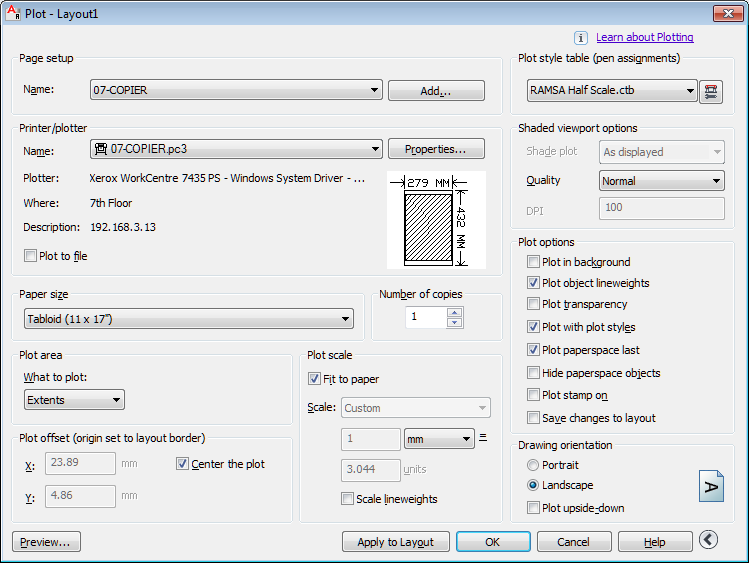 Plot - Layout1
Learn about Plotting
Page setup
Name: 07-COPIER Add...
Plot style table (pen assignments)
RAMSA Half Scale.ctb
Printer/plotter
Name: 07-COPIER.pc3 Properties...
Plotter: Xerox WorkCentre 7435 PS - Windows System Driver - ...
Where: 7th Floor
Description: 192.168.3.13
Plot to file
279 MM
432 MM
Shaded viewport options
Shade plot As displayed
Quality Normal
DPI 100
Paper size
Tabloid (11 x 17")
Number of copies
1
Plot options
Plot in background
Plot object lineweights
Plot transparency
Plot with plot styles
Plot paperspace last
Hide paperspace objects
Plot stamp on
Save changes to layout
Plot area
What to plot:
Extents
Plot scale
Fit to paper
Scale: Custom
1 mm =
3.044 units
Scale lineweights
Plot offset (origin set to layout border)
X: 23.89 mm Center the plot
Y: 4.86 mm
Drawing orientation
Portrait
Landscape
Plot upside-down
A
Preview... Apply to Layout OK Cancel Help